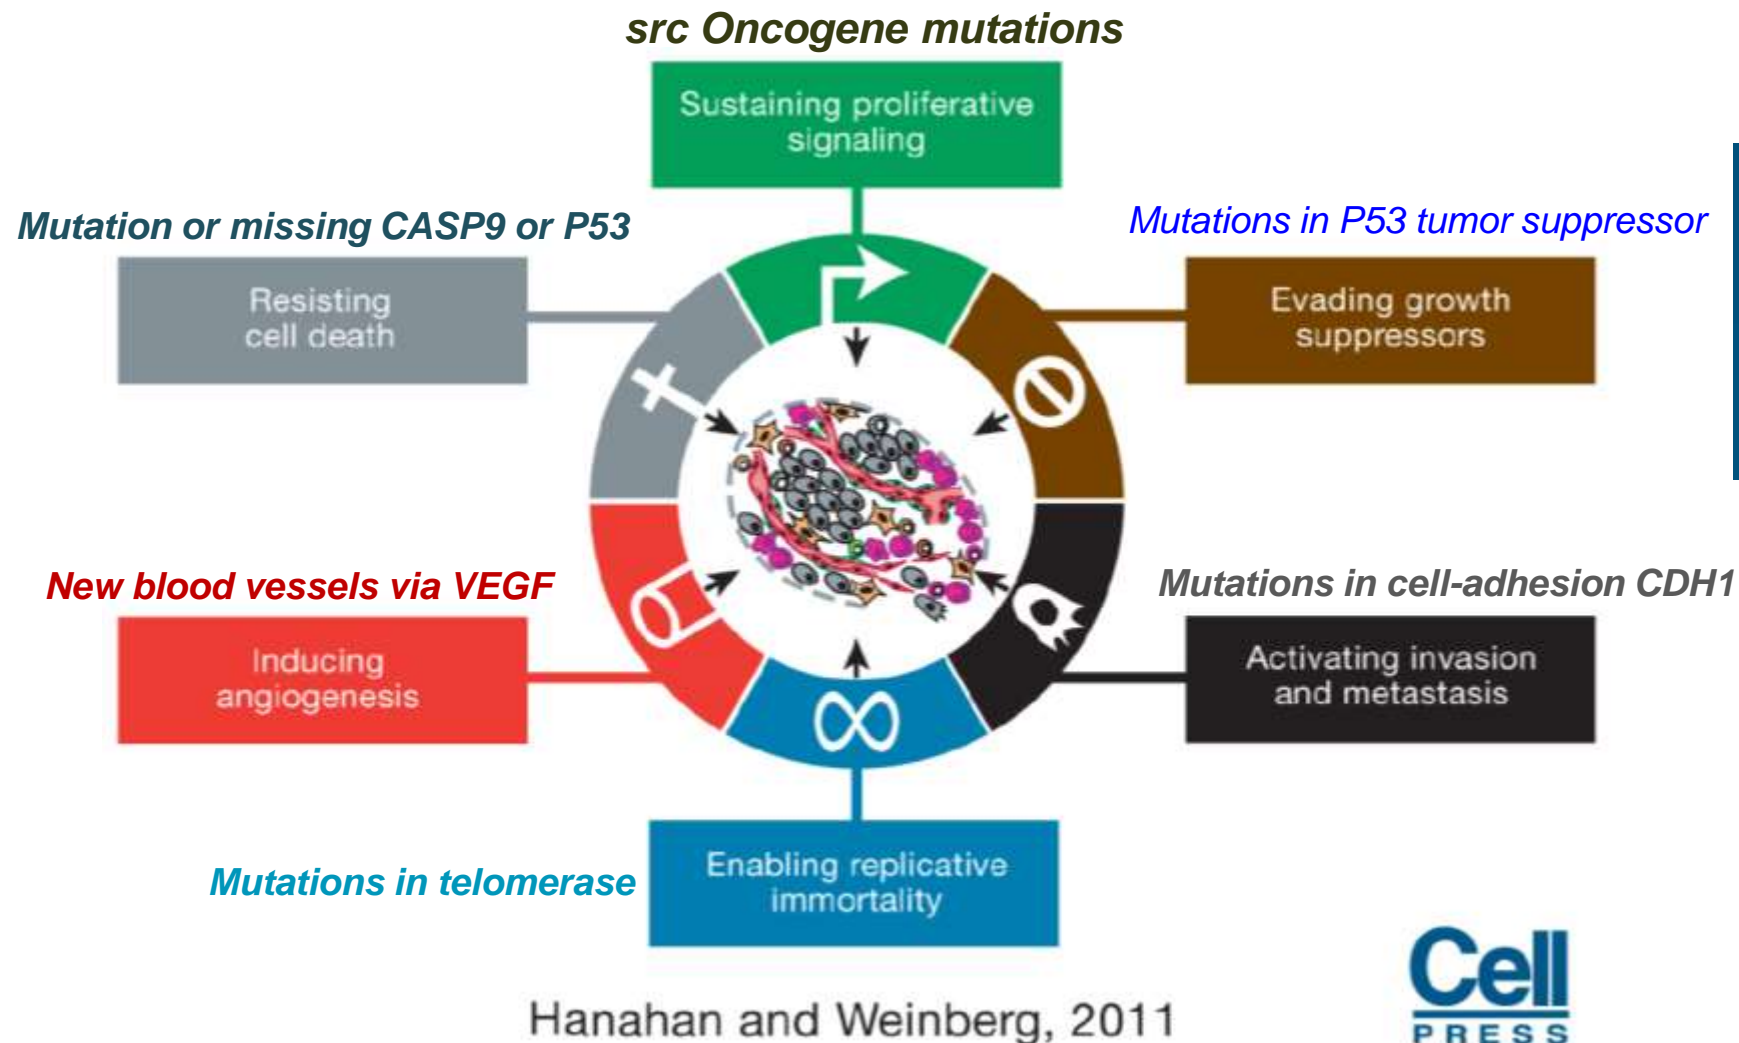 src Oncogene mutations
Sustaining proliferative
signaling
Mutation or missing CASP9 or P53
Resisting
cell death
Mutations in P53 tumor suppressor
Evading growth
suppressors
New blood vessels via VEGF
Inducing
angiogenesis
Mutations in cell-adhesion CDH1
Activating invasion
and metastasis
Mutations in telomerase
Enabling replicative
immortality
Hanahan and Weinberg, 2011
Cell
PRESS